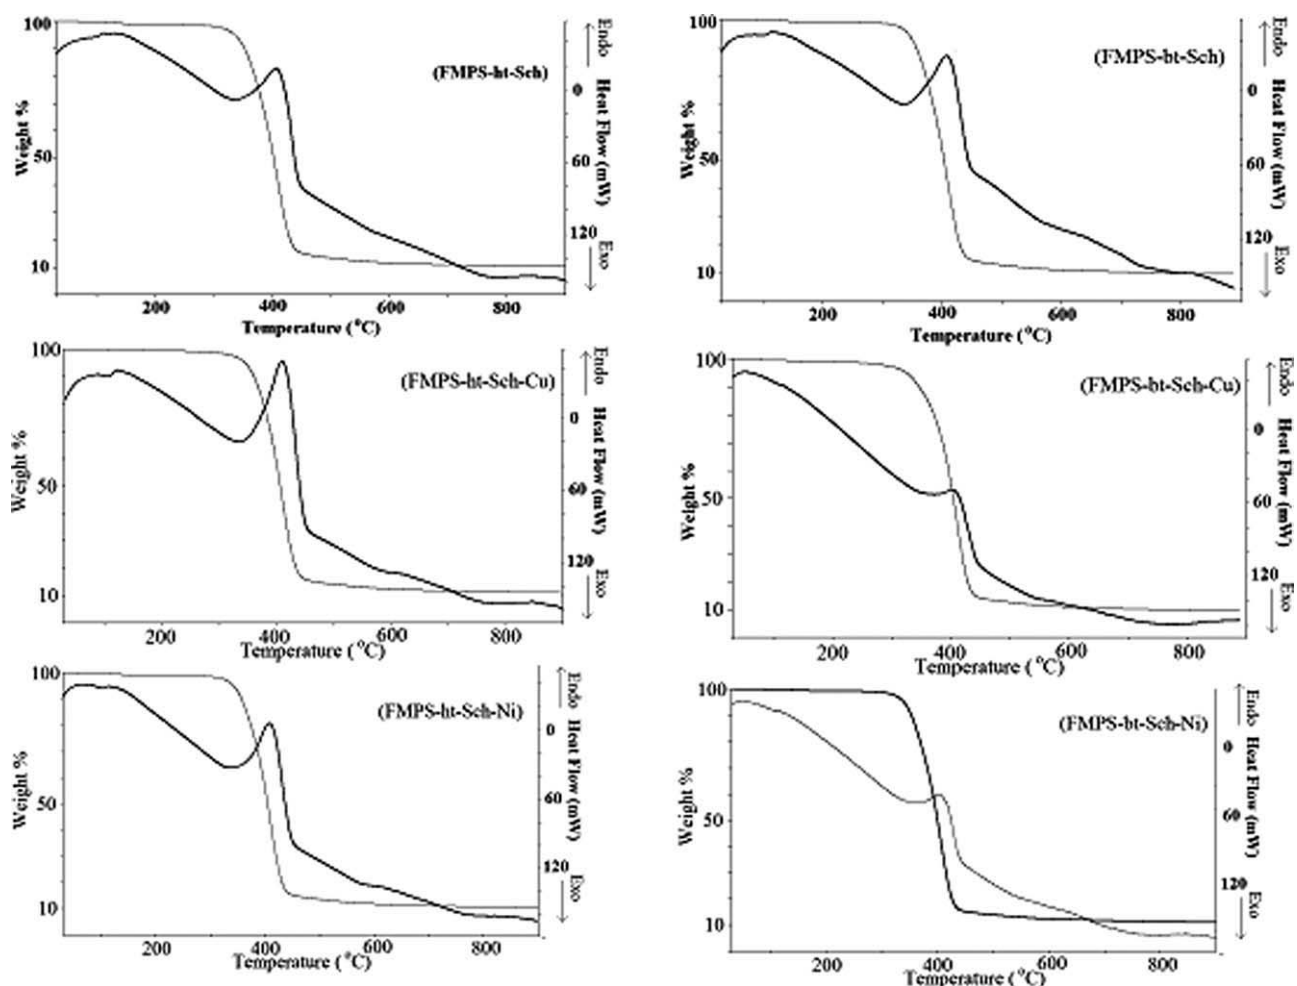 100
50
10
Weight %
(FMPS-ht-Sch)
Endo
0
60
120
Exo
Heat Flow (mW)
200
400
600
800
Temperature (°C)
100
50
10
Weight %
(FMPS-bt-Sch)
Endo
0
60
120
Exo
Heat Flow (mW)
200
400
600
800
Temperature (°C)
100
50
10
Weight %
(FMPS-ht-Sch-Cu)
Endo
0
60
120
Exo
Heat Flow (mW)
200
400
600
800
Temperature (°C)
100
50
10
Weight %
(FMPS-bt-Sch-Cu)
Endo
0
60
120
Exo
Heat Flow (mW)
200
400
600
800
Temperature (°C)
100
50
10
Weight %
(FMPS-ht-Sch-Ni)
Endo
0
60
120
Exo
Heat Flow (mW)
200
400
600
800
Temperature (°C)
100
50
10
Weight %
(FMPS-bt-Sch-Ni)
Endo
0
60
120
Exo
Heat Flow (mW)
200
400
600
800
Temperature (°C)